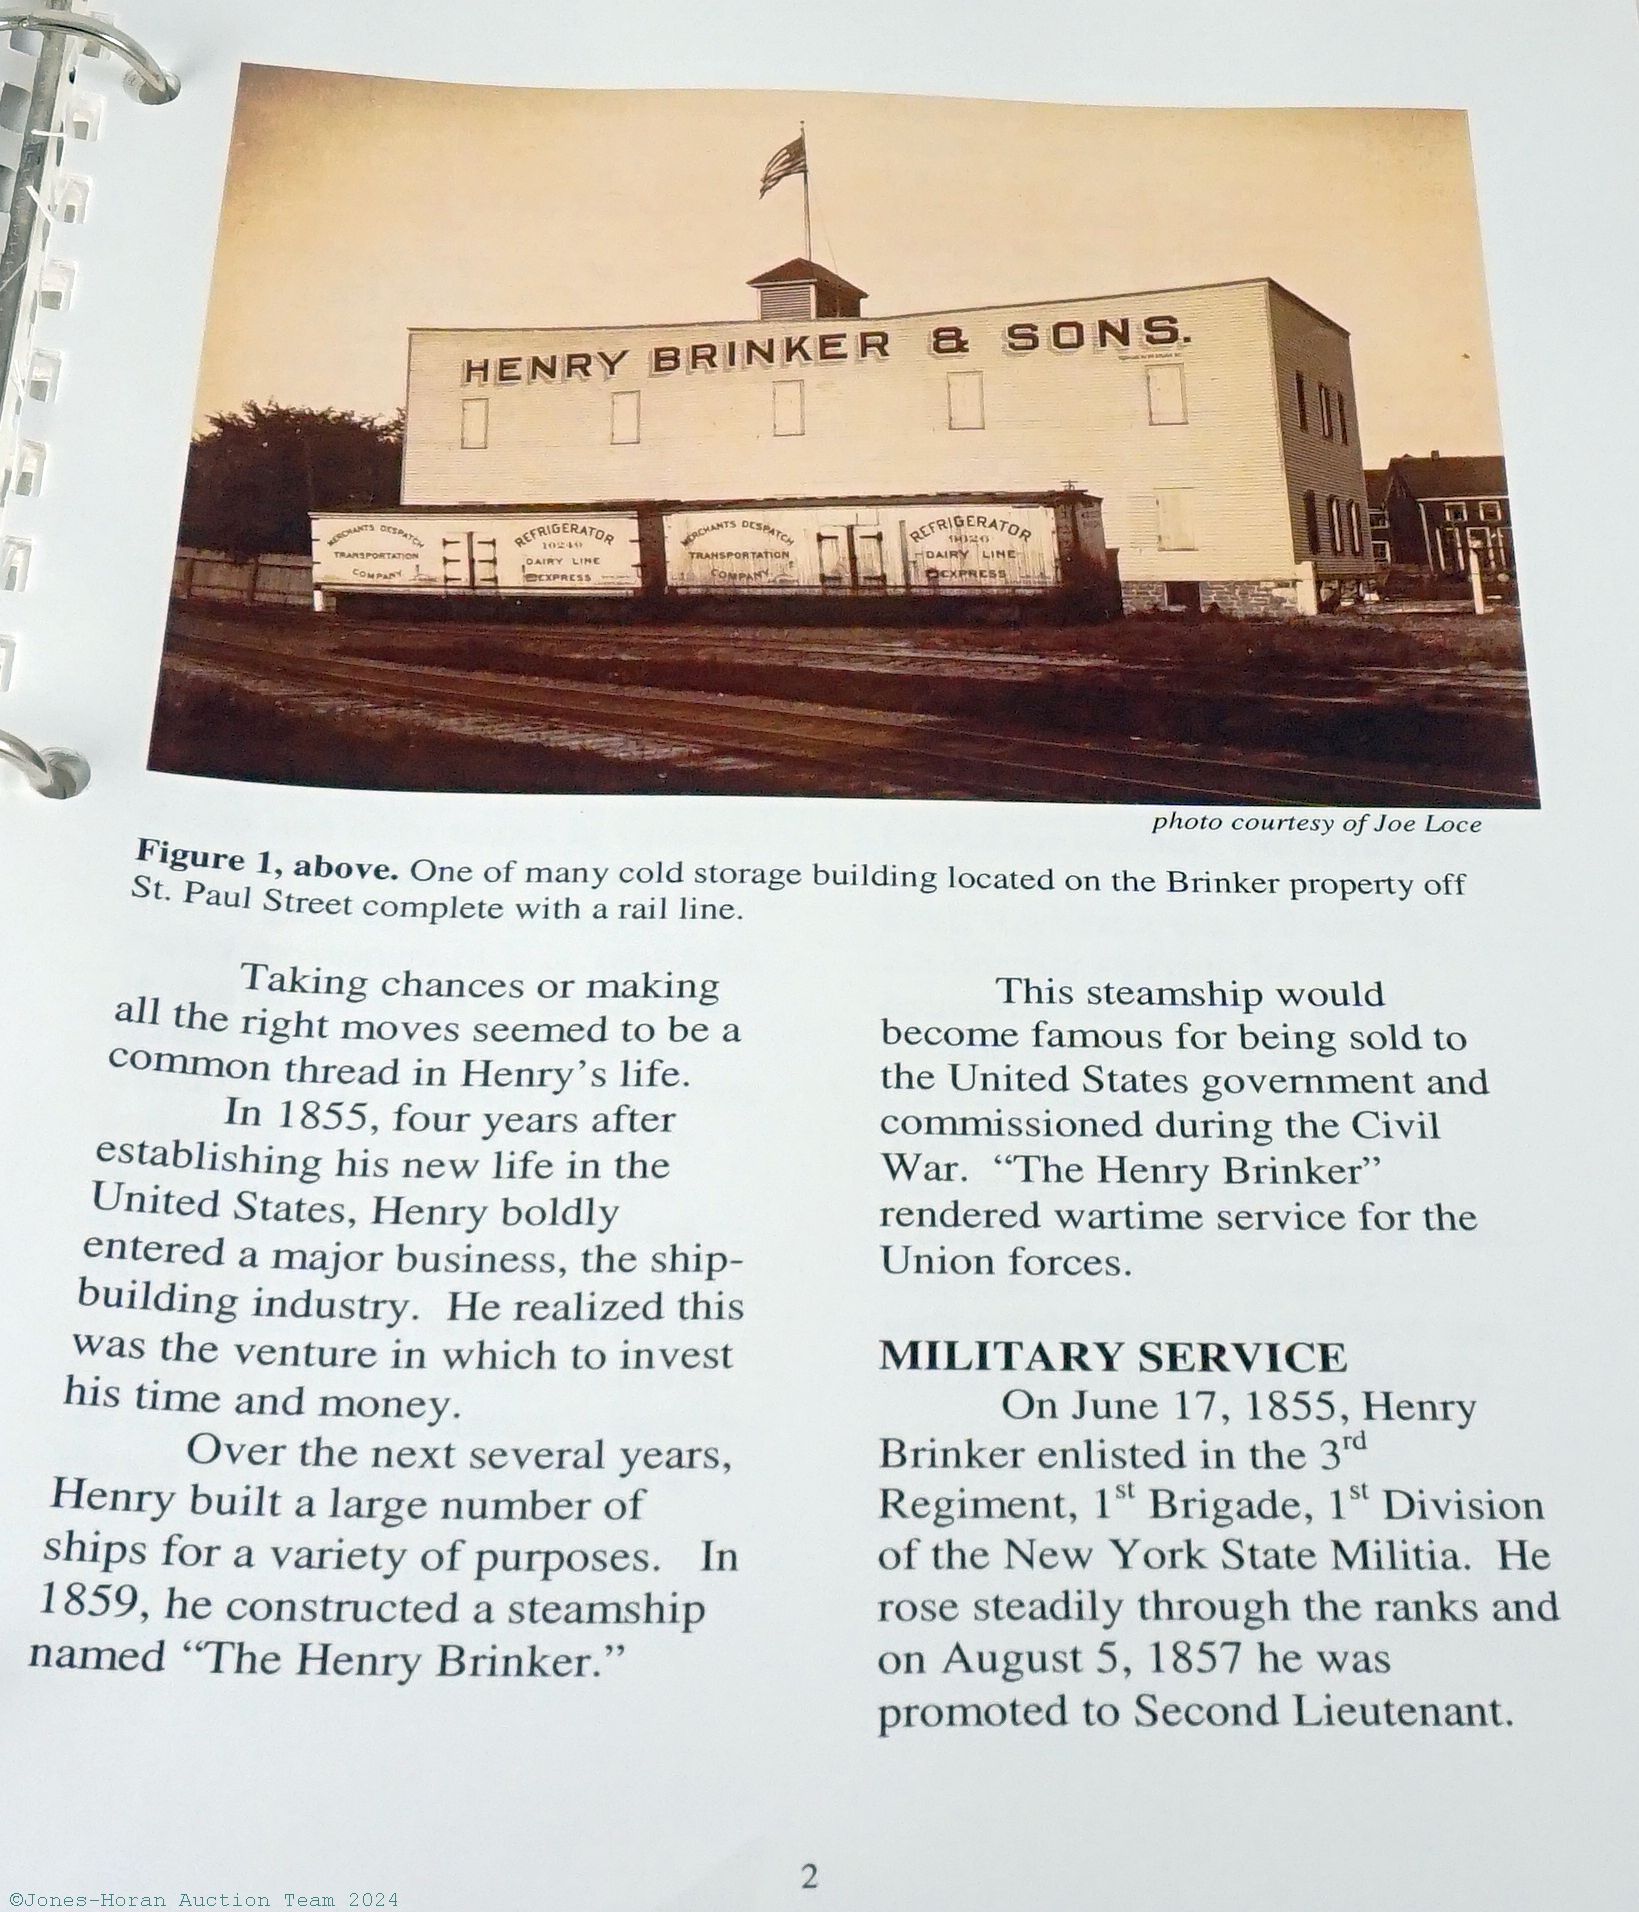 HENRY BRINKER & SONS.
MERCHANTS DESPATCH
TRANSPORTATION
COMPANY
REFRIGERATOR
10240
DAIRY LINE
EXPRESS
MERCHANTS DESPATCH
TRANSPORTATION
COMPANY
REFRIGERATOR
DAIRY LINE
EXPRESS
photo courtesy of Joe Loce
Figure 1, above. One of many cold storage building located on the Brinker property off
St. Paul Street complete with a rail line.
Taking chances or making
all the right moves seemed to be a
common thread in Henry's life.
In 1855, four years after
establishing his new life in the
United States, Henry boldly
entered a major business, the ship-
building industry. He realized this
was the venture in which to invest
his time and money.
Over the next several years,
Henry built a large number of
ships for a variety of purposes. In
1859, he constructed a steamship
named “The Henry Brinker.”
This steamship would
become famous for being sold to
the United States government and
commissioned during the Civil
War. “The Henry Brinker”
rendered wartime service for the
Union forces.
MILITARY SERVICE
On June 17, 1855, Henry
Brinker enlisted in the 3rd
Regiment, 1st Brigade, 1st Division
of the New York State Militia. He
rose steadily through the ranks and
on August 5, 1857 he was
promoted to Second Lieutenant.
2
©Jones-Horan Auction Team 2024